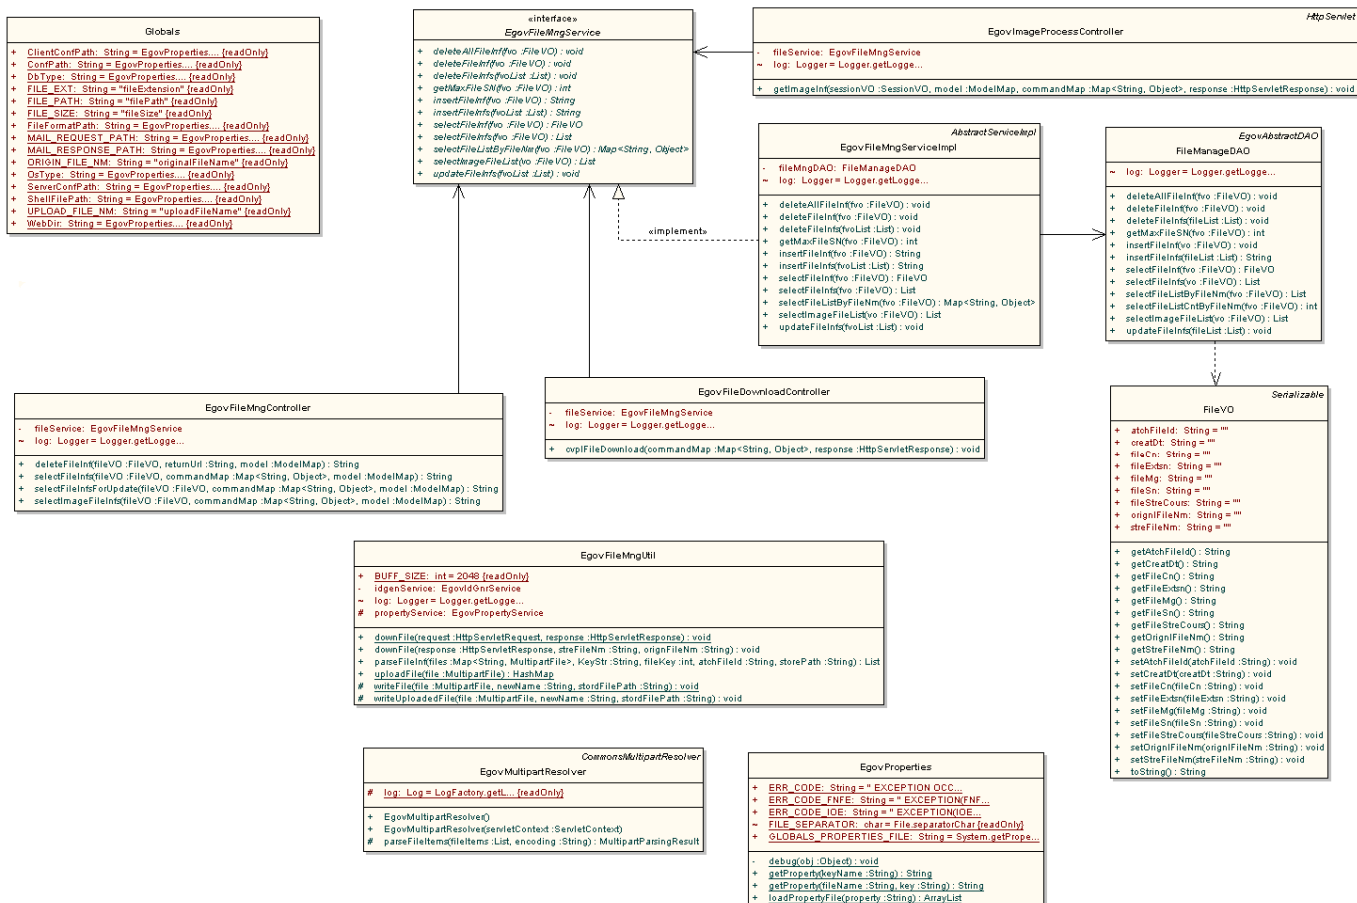 Globals
+ ClientConfPath: String = EgovProperties.... {readOnly}
+ ConfPath: String = EgovProperties.... {readOnly}
+ DbType: String = EgovProperties.... {readOnly}
+ FILE_EXT: String = "fileExtension" {readOnly}
+ FILE_PATH: String = "filePath" {readOnly}
+ FILE_SIZE: String = "fileSize" {readOnly}
+ FileFormatPath: String = EgovProperties.... {readOnly}
+ MAIL_REQUEST_PATH: String = EgovProperties.... {readOnly}
+ MAIL_RESPONSE_PATH: String = EgovProperties.... {readOnly}
+ ORIGIN_FILE_NM: String = "originalFileName" {readOnly}
+ OsType: String = EgovProperties.... {readOnly}
+ ServerConfPath: String = EgovProperties.... {readOnly}
+ ShellFilePath: String = EgovProperties.... {readOnly}
+ UPLOAD_FILE_NM: String = "uploadFileName" {readOnly}
+ WebDir: String = EgovProperties.... {readOnly}
«interface»
EgovFileMngService
+ deleteAllFileInf(fvo :FileVO) : void
+ deleteFileInf(fvo :FileVO) : void
+ deleteFileInfs(fvoList :List) : void
+ getMaxFileSN(fvo :FileVO) : int
+ insertFileInf(fvo :FileVO) : String
+ insertFileInfs(fvoList :List) : String
+ selectFileInf(fvo :FileVO) : FileVO
+ selectFileInfs(fvo :FileVO) : List
+ selectFileListByFileNm(fvo :FileVO) : Map<String, Object>
+ selectImageFileList(vo :FileVO) : List
+ updateFileInfs(fvoList :List) : void
HttpServlet
EgovImageProcessController
- fileService: EgovFileMngService
~ log: Logger = Logger.getLogge...
+ getImageInf(sessionVO :SessionVO, model :ModelMap, commandMap :Map<String, Object>, response :HttpServletResponse) : void
AbstractServiceImpl
EgovFileMngServiceImpl
- fileMngDAO: FileManageDAO
~ log: Logger = Logger.getLogge...
+ deleteAllFileInf(fvo :FileVO) : void
+ deleteFileInf(fvo :FileVO) : void
+ deleteFileInfs(fvoList :List) : void
+ getMaxFileSN(fvo :FileVO) : int
+ insertFileInf(fvo :FileVO) : String
+ insertFileInfs(fvoList :List) : String
+ selectFileInf(fvo :FileVO) : FileVO
+ selectFileInfs(fvo :FileVO) : List
+ selectFileListByFileNm(fvo :FileVO) : Map<String, Object>
+ selectImageFileList(vo :FileVO) : List
+ updateFileInfs(fvoList :List) : void
«implement»
EgovAbstractDAO
FileManageDAO
~ log: Logger = Logger.getLogge...
+ deleteAllFileInf(fvo :FileVO) : void
+ deleteFileInf(fvo :FileVO) : void
+ deleteFileInfs(fileList :List) : void
+ getMaxFileSN(fvo :FileVO) : int
+ insertFileInf(vo :FileVO) : void
+ insertFileInfs(fileList :List) : String
+ selectFileInf(fvo :FileVO) : FileVO
+ selectFileInfs(vo :FileVO) : List
+ selectFileListByFileNm(fvo :FileVO) : List
+ selectFileListCntByFileNm(fvo :FileVO) : int
+ selectImageFileList(vo :FileVO) : List
+ updateFileInfs(fileList :List) : void
EgovFileMngController
- fileService: EgovFileMngService
~ log: Logger = Logger.getLogge...
+ deleteFileInf(fileVO :FileVO, returnUrl :String, model :ModelMap) : String
+ selectFileInfs(fileVO :FileVO, commandMap :Map<String, Object>, model :ModelMap) : String
+ selectFileInfsForUpdate(fileVO :FileVO, commandMap :Map<String, Object>, model :ModelMap) : String
+ selectImageFileInfs(fileVO :FileVO, commandMap :Map<String, Object>, model :ModelMap) : String
EgovFileDownloadController
- fileService: EgovFileMngService
~ log: Logger = Logger.getLogge...
+ cvplFileDownload(commandMap :Map<String, Object>, response :HttpServletResponse) : void
Serializable
FileVO
+ atchFileId: String = ""
+ creatDt: String = ""
+ fileCn: String = ""
+ fileExtsn: String = ""
+ fileMg: String = ""
+ fileSn: String = ""
+ fileStreCours: String = ""
+ orignlFileNm: String = ""
+ streFileNm: String = ""
+ getAtchFileId() : String
+ getCreatDt() : String
+ getFileCn() : String
+ getFileExtsn() : String
+ getFileMg() : String
+ getFileSn() : String
+ getFileStreCours() : String
+ getOrignlFileNm() : String
+ getStreFileNm() : String
+ setAtchFileId(atchFileId :String) : void
+ setCreatDt(creatDt :String) : void
+ setFileCn(fileCn :String) : void
+ setFileExtsn(fileExtsn :String) : void
+ setFileMg(fileMg :String) : void
+ setFileSn(fileSn :String) : void
+ setFileStreCours(fileStreCours :String) : void
+ setOrignlFileNm(orignlFileNm :String) : void
+ setStreFileNm(streFileNm :String) : void
+ toString() : String
EgovFileMngUtil
+ BUFF_SIZE: int = 2048 {readOnly}
- idgenService: EgovIdGnrService
~ log: Logger = Logger.getLogge...
# propertyService: EgovPropertyService
+ downFile(request :HttpServletRequest, response :HttpServletResponse) : void
+ downFile(response :HttpServletResponse, streFileNm :String, orignFileNm :String) : void
+ parseFileInf(files :Map<String, MultipartFile>, KeyStr :String, fileKey :int, atchFileId :String, storePath :String) : List
+ uploadFile(file :MultipartFile) : HashMap
# writeFile(file :MultipartFile, newName :String, stordFilePath :String) : void
# writeUploadedFile(file :MultipartFile, newName :String, stordFilePath :String) : void
CommonsMultipartResolver
EgovMultipartResolver
# log: Log = LogFactory.getL... {readOnly}
+ EgovMultipartResolver()
+ EgovMultipartResolver(servletContext :ServletContext)
# parseFileItems(fileItems :List, encoding :String) : MultipartParsingResult
EgovProperties
+ ERR_CODE: String = " EXCEPTION OCC...
+ ERR_CODE_FNFE: String = " EXCEPTION(FNF...
+ ERR_CODE_IOE: String = " EXCEPTION(IOE...
~ FILE_SEPARATOR: char = File.separatorChar {readOnly}
+ GLOBALS_PROPERTIES_FILE: String = System.getPrope...
- debug(obj :Object) : void
+ getProperty(keyName :String) : String
+ getProperty(fileName :String, key :String) : String
+ loadPropertyFile(property :String) : ArrayList